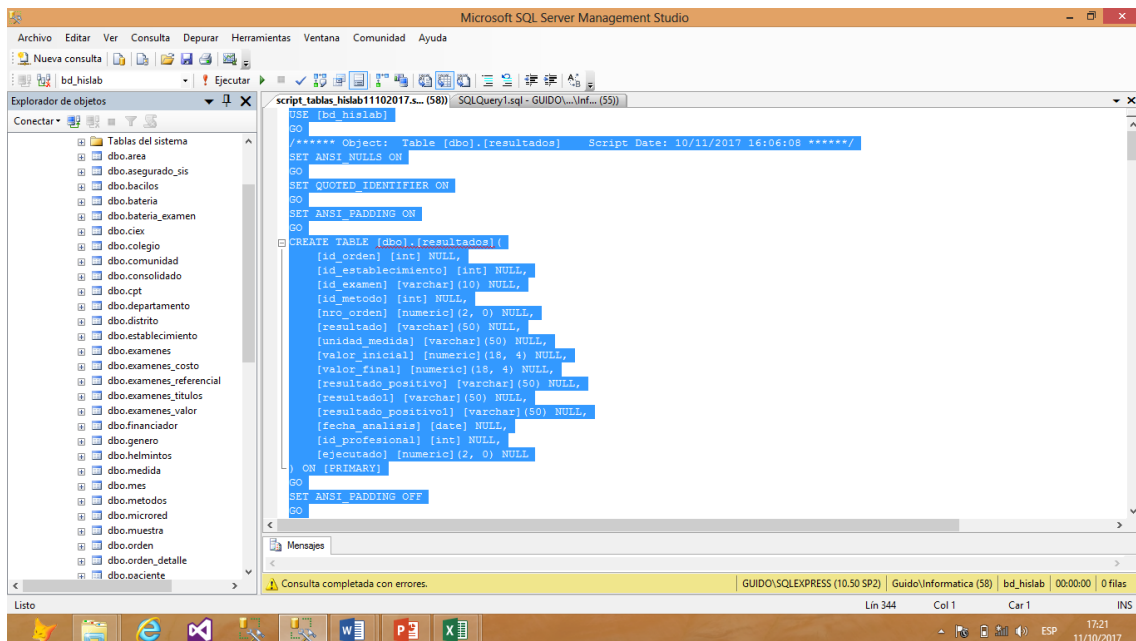 Microsoft SQL Server Management Studio
Archivo Editar Ver Consulta Depurar Herramientas Ventana Comunidad Ayuda
Nueva consulta
bd_hislab Ejecutar
Explorador de objetos
script_tablas_hislab11102017.s... (58)) SQLQuery1.sql - GUIDO\...\Inf... (55))
Conectar
Tablas del sistema
dbo.area
dbo.asegurado_sis
dbo.bacilos
dbo.bateria
dbo.bateria_examen
dbo.ciex
dbo.colegio
dbo.comunidad
dbo.consolidado
dbo.cpt
dbo.departamento
dbo.distrito
dbo.establecimiento
dbo.examenes
dbo.examenes_costo
dbo.examenes_referencial
dbo.examenes_titulos
dbo.examenes_valor
dbo.financiador
dbo.genero
dbo.helmintos
dbo.medida
dbo.mes
dbo.metodos
dbo.microred
dbo.muestra
dbo.orden
dbo.orden_detalle
dbo.paciente
USE [bd_hislab]
GO
/****** Object: Table [dbo].[resultados] Script Date: 10/11/2017 16:06:08 ******/
SET ANSI_NULLS ON
GO
SET QUOTED_IDENTIFIER ON
GO
SET ANSI_PADDING ON
GO
CREATE TABLE [dbo].[resultados](
[id_orden] [int] NULL,
[id_establecimiento] [int] NULL,
[id_examen] [varchar](10) NULL,
[id_metodo] [int] NULL,
[nro_orden] [numeric](2, 0) NULL,
[resultado] [varchar](50) NULL,
[unidad_medida] [varchar](50) NULL,
[valor_inicial] [numeric](18, 4) NULL,
[valor_final] [numeric](18, 4) NULL,
[resultado_positivo] [varchar](50) NULL,
[resultado1] [varchar](50) NULL,
[resultado_positivo1] [varchar](50) NULL,
[fecha_analisis] [date] NULL,
[id_profesional] [int] NULL,
[ejecutado] [numeric](2, 0) NULL
) ON [PRIMARY]
GO
SET ANSI_PADDING OFF
GO
Mensajes
Consulta completada con errores. GUIDO\SQLEXPRESS (10.50 SP2) Guido\Informatica (58) bd_hislab 00:00:00 0 filas
Listo Lín 344 Col 1 Car 1 INS
ESP 17:21
11/10/2017